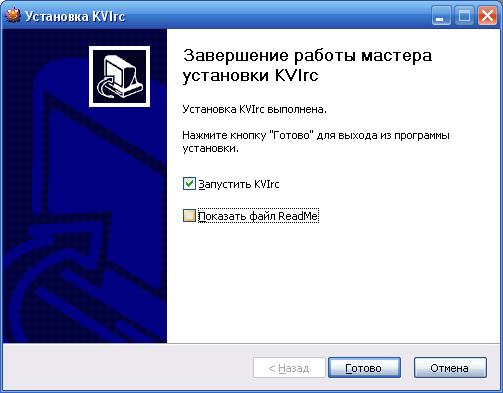 Установка KVIrc
Завершение работы мастера
установки KVIrc
Установка KVIrc выполнена.
Нажмите кнопку "Готово" для выхода из программы
установки.
Запустить KVIrc
Показать файл ReadMe
< Назад
Готово
Отмена